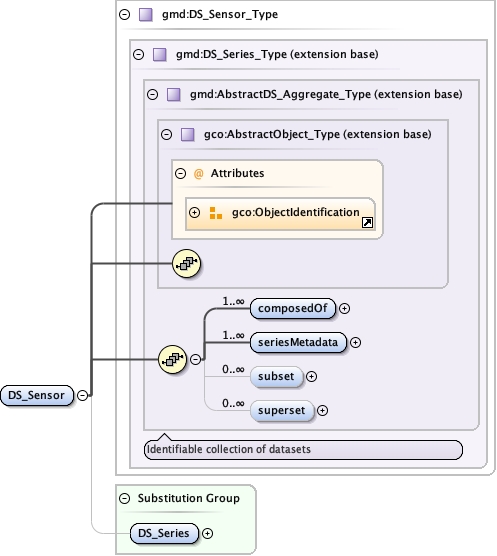 gmd:DS_Sensor_Type
gmd:DS_Series_Type (extension base)
gmd:AbstractDS_Aggregate_Type (extension base)
gco:AbstractObject_Type (extension base)
@ Attributes
gco:ObjectIdentification
1..∞ composedOf
1..∞ seriesMetadata
0..∞ subset
0..∞ superset
DS_Sensor
Identifiable collection of datasets
Substitution Group
DS_Series